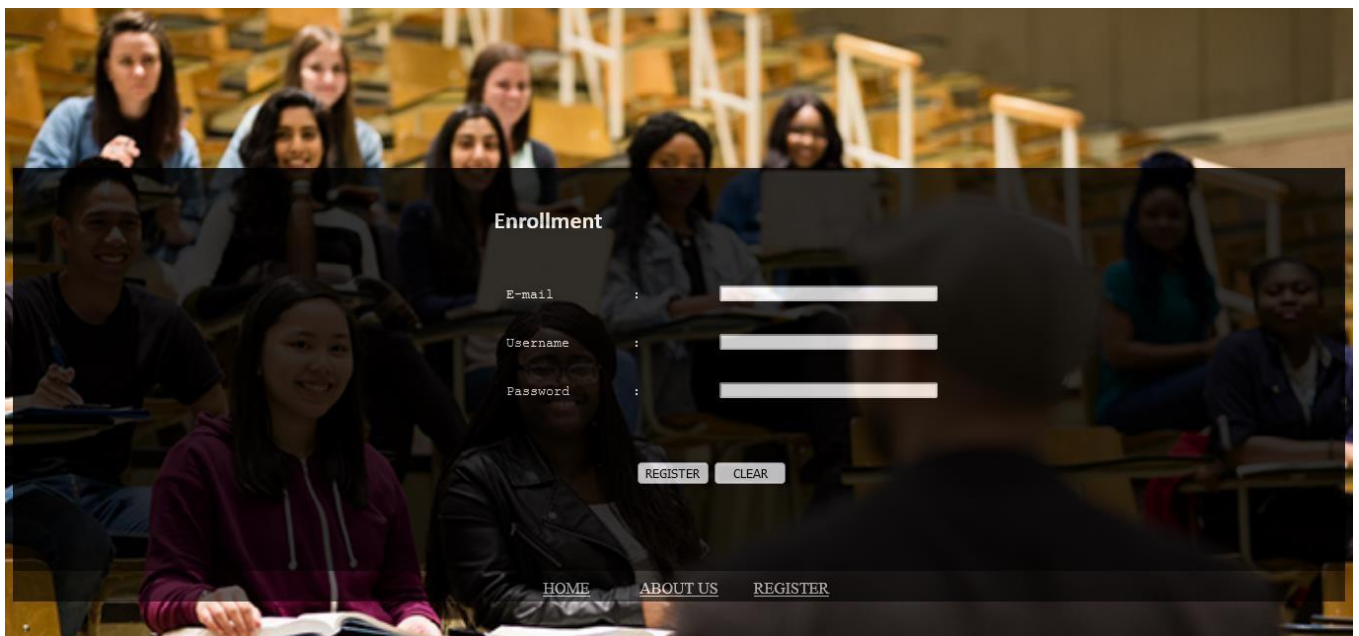 Enrollment
E-mail :
Username :
Password :
REGISTER CLEAR
HOME ABOUT US REGISTER